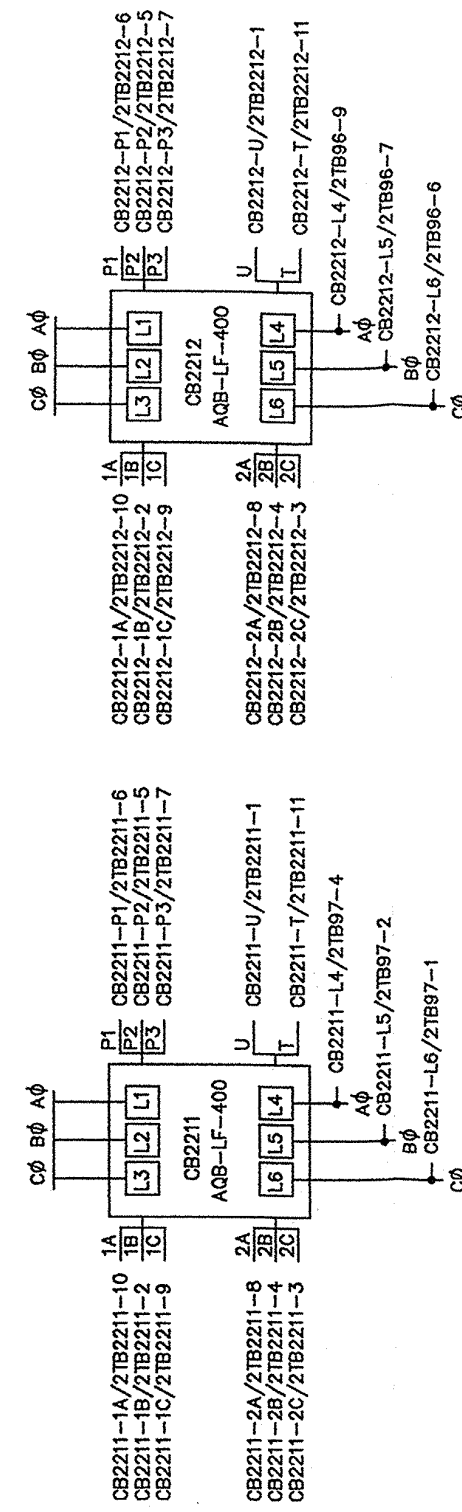 CB2211-1A/2TB2211-10
CB2211-1B/2TB2211-2
CB2211-1C/2TB2211-9
1A
1B
1C
CØ
BØ
AØ
L3
L2
L1
P1
P2
P3
CB2211-P1/2TB2211-6
CB2211-P2/2TB2211-5
CB2211-P3/2TB2211-7
CB2211
AQB-LF-400
CB2211-2A/2TB2211-8
CB2211-2B/2TB2211-4
CB2211-2C/2TB2211-3
2A
2B
2C
L6
L5
L4
U
T
CB2211-U/2TB2211-1
CB2211-T/2TB2211-11
CB2211-L4/2TB97-4
AØ
CB2211-L5/2TB97-2
BØ
CB2211-L6/2TB97-1
CØ
CB2212-1A/2TB2212-10
CB2212-1B/2TB2212-2
CB2212-1C/2TB2212-9
1A
1B
1C
CØ
BØ
AØ
L3
L2
L1
P1
P2
P3
CB2212-P1/2TB2212-6
CB2212-P2/2TB2212-5
CB2212-P3/2TB2212-7
CB2212
AQB-LF-400
CB2212-2A/2TB2212-8
CB2212-2B/2TB2212-4
CB2212-2C/2TB2212-3
2A
2B
2C
L6
L5
L4
U
T
CB2212-U/2TB2212-1
CB2212-T/2TB2212-11
CB2212-L4/2TB96-9
AØ
CB2212-L5/2TB96-7
BØ
CB2212-L6/2TB96-6
CØ